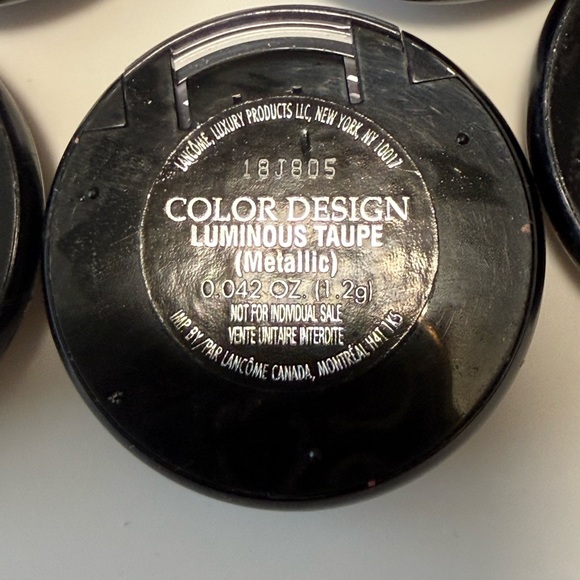 LANCÔME, LUXURY PRODUCTS LLC, NEW YORK, NY 10017
18J805
COLOR DESIGN
LUMINOUS TAUPE
(Metallic)
0.042 OZ. (1.2g)
NOT FOR INDIVIDUAL SALE
VENTE UNITAIRE INTERDITE
IMP. BY/PAR LANCÔME CANADA, MONTRÉAL H4T 1K5